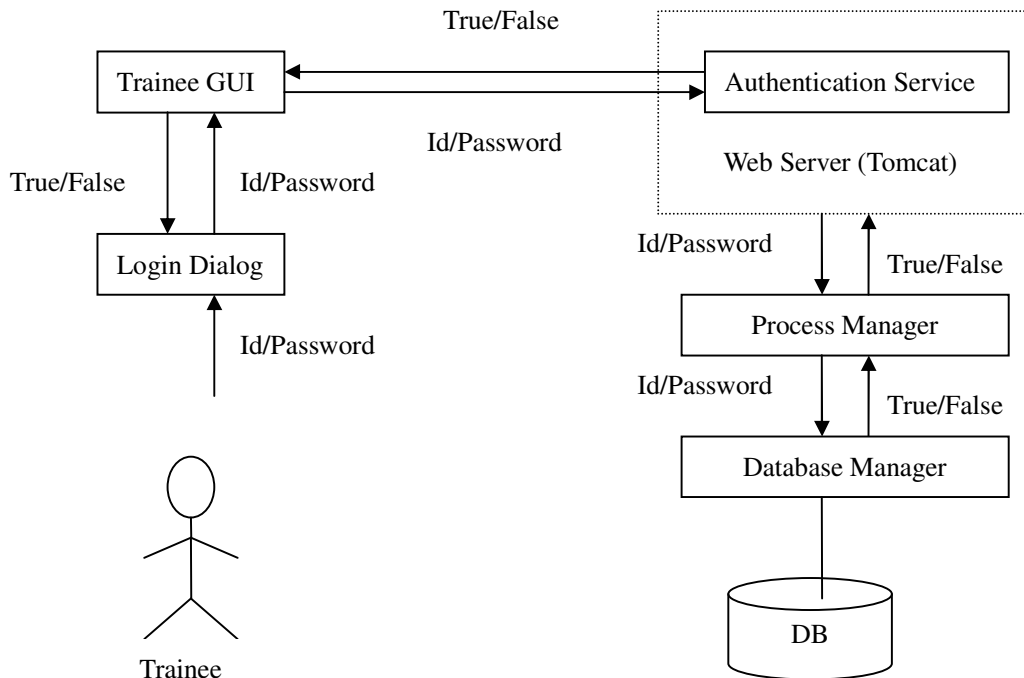 True/False
Trainee GUI
Authentication Service
Id/Password
Web Server (Tomcat)
True/False
Id/Password
Id/Password
True/False
Login Dialog
Process Manager
Id/Password
Id/Password
True/False
Database Manager
DB
Trainee